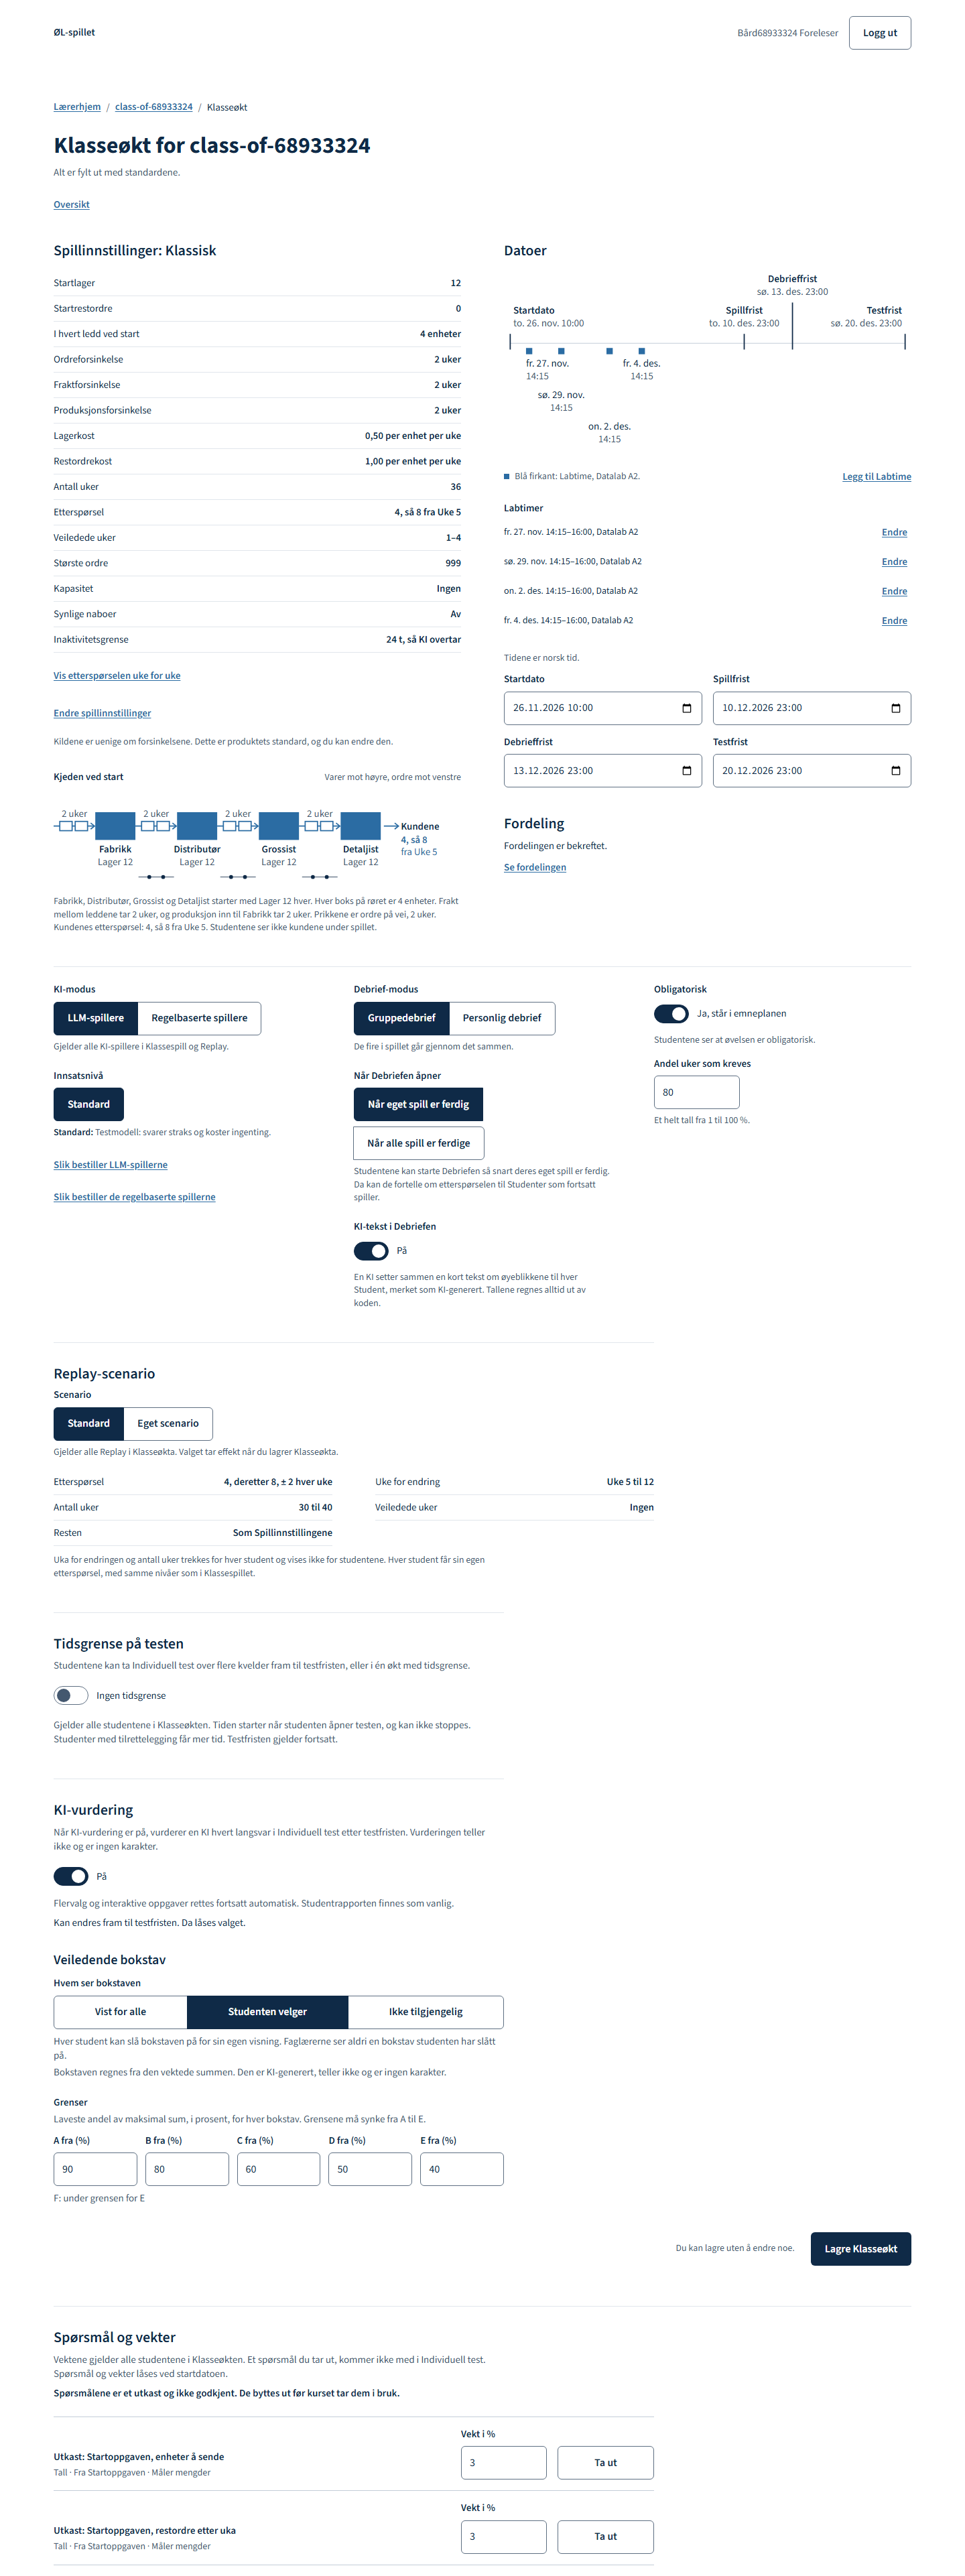 ØL-spillet
Bård68933324 Foreleser
Logg ut
Lærerhjem / class-of-68933324 / Klasseøkt
Klasseøkt for class-of-68933324
Alt er fylt ut med standardene.
Oversikt
Spillinnstillinger: Klassisk
Startlager 12
Startrestordre 0
I hvert ledd ved start 4 enheter
Ordreforsinkelse 2 uker
Fraktforsinkelse 2 uker
Produksjonsforsinkelse 2 uker
Lagerkost 0,50 per enhet per uke
Restordrekost 1,00 per enhet per uke
Antall uker 36
Etterspørsel 4, så 8 fra Uke 5
Veiledede uker 1–4
Største ordre 999
Kapasitet Ingen
Synlige naboer Av
Inaktivitetsgrense 24 t, så KI overtar
Vis etterspørselen uke for uke
Endre spillinnstillinger
Kildene er uenige om forsinkelsene. Dette er produktets standard, og du kan endre den.
Kjeden ved start
Varer mot høyre, ordre mot venstre
2 uker 2 uker 2 uker 2 uker
Kundene
4, så 8
fra Uke 5
Fabrikk Distributør Grossist Detaljist
Lager 12 Lager 12 Lager 12 Lager 12
Fabrikk, Distributør, Grossist og Detaljist starter med Lager 12 hver. Hver boks på røret er 4 enheter. Frakt
mellom leddene tar 2 uker, og produksjon inn til Fabrikk tar 2 uker. Prikkene er ordre på vei, 2 uker.
Kundenes etterspørsel: 4, så 8 fra Uke 5. Studentene ser ikke kundene under spillet.
Datoer
Debrieffrist
sø. 13. des. 23:00
Startdato Spillfrist Testfrist
to. 26. nov. 10:00 to. 10. des. 23:00 sø. 20. des. 23:00
fr. 27. nov. fr. 4. des.
14:15 14:15
sø. 29. nov.
14:15
on. 2. des.
14:15
Blå firkant: Labtime, Datalab A2.
Legg til Labtime
Labtimer
fr. 27. nov. 14:15–16:00, Datalab A2 Endre
sø. 29. nov. 14:15–16:00, Datalab A2 Endre
on. 2. des. 14:15–16:00, Datalab A2 Endre
fr. 4. des. 14:15–16:00, Datalab A2 Endre
Tidene er norsk tid.
Startdato Spillfrist
26.11.2026 10:00 10.12.2026 23:00
Debrieffrist Testfrist
13.12.2026 23:00 20.12.2026 23:00
Fordeling
Fordelingen er bekreftet.
Se fordelingen
KI-modus
LLM-spillere Regelbaserte spillere
Gjelder alle KI-spillere i Klassespill og Replay.
Innsatsnivå
Standard
Standard: Testmodell: svarer straks og koster ingenting.
Slik bestiller LLM-spillerne
Slik bestiller de regelbaserte spillerne
Debrief-modus
Gruppedebrief Personlig debrief
De fire i spillet går gjennom det sammen.
Når Debriefen åpner
Når eget spill er ferdig
Når alle spill er ferdige
Studentene kan starte Debriefen så snart deres eget spill er ferdig.
Da kan de fortelle om etterspørselen til Studenter som fortsatt
spiller.
KI-tekst i Debriefen
På
En KI setter sammen en kort tekst om øyeblikkene til hver
Student, merket som KI-generert. Tallene regnes alltid ut av
koden.
Obligatorisk
Ja, står i emneplanen
Studentene ser at øvelsen er obligatorisk.
Andel uker som kreves
80
Et helt tall fra 1 til 100 %.
Replay-scenario
Scenario
Standard Eget scenario
Gjelder alle Replay i Klasseøkta. Valget tar effekt når du lagrer Klasseøkta.
Etterspørsel 4, deretter 8, ± 2 hver uke
Uke for endring Uke 5 til 12
Antall uker 30 til 40
Veiledede uker Ingen
Resten Som Spillinnstillingene
Uka for endringen og antall uker trekkes for hver student og vises ikke for studentene. Hver student får sin egen
etterspørsel, med samme nivåer som i Klassespillet.
Tidsgrense på testen
Studentene kan ta Individuell test over flere kvelder fram til testfristen, eller i én økt med tidsgrense.
Ingen tidsgrense
Gjelder alle studentene i Klasseøkten. Tiden starter når studenten åpner testen, og kan ikke stoppes.
Studenter med tilrettelegging får mer tid. Testfristen gjelder fortsatt.
KI-vurdering
Når KI-vurdering er på, vurderer en KI hvert langsvar i Individuell test etter testfristen. Vurderingen teller
ikke og er ingen karakter.
På
Flervalg og interaktive oppgaver rettes fortsatt automatisk. Studentrapporten finnes som vanlig.
Kan endres fram til testfristen. Da låses valget.
Veiledende bokstav
Hvem ser bokstaven
Vist for alle Studenten velger Ikke tilgjengelig
Hver student kan slå bokstaven på for sin egen visning. Faglærerne ser aldri en bokstav studenten har slått
på.
Bokstaven regnes fra den vektede summen. Den er KI-generert, teller ikke og er ingen karakter.
Grenser
Laveste andel av maksimal sum, i prosent, for hver bokstav. Grensene må synke fra A til E.
A fra (%) B fra (%) C fra (%) D fra (%) E fra (%)
90 80 60 50 40
F: under grensen for E
Du kan lagre uten å endre noe.
Lagre Klasseøkt
Spørsmål og vekter
Vektene gjelder alle studentene i Klasseøkten. Et spørsmål du tar ut, kommer ikke med i Individuell test.
Spørsmål og vekter låses ved startdatoen.
Spørsmålene er et utkast og ikke godkjent. De byttes ut før kurset tar dem i bruk.
Vekt i %
Utkast: Startoppgaven, enheter å sende
3
Ta ut
Tall · Fra Startoppgaven · Måler mengder
Vekt i %
Utkast: Startoppgaven, restordre etter uka
3
Ta ut
Tall · Fra Startoppgaven · Måler mengder